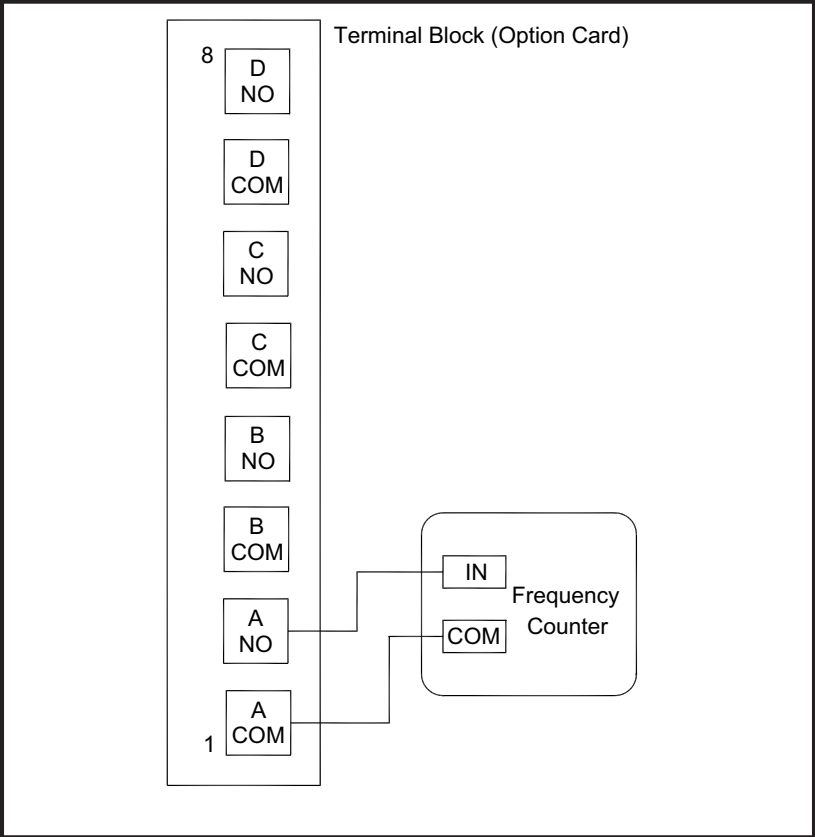 Terminal Block (Option Card)
8
D
NO
D
COM
C
NO
C
COM
B
NO
B
COM
A
NO
A
COM
1
IN
COM
Frequency
Counter